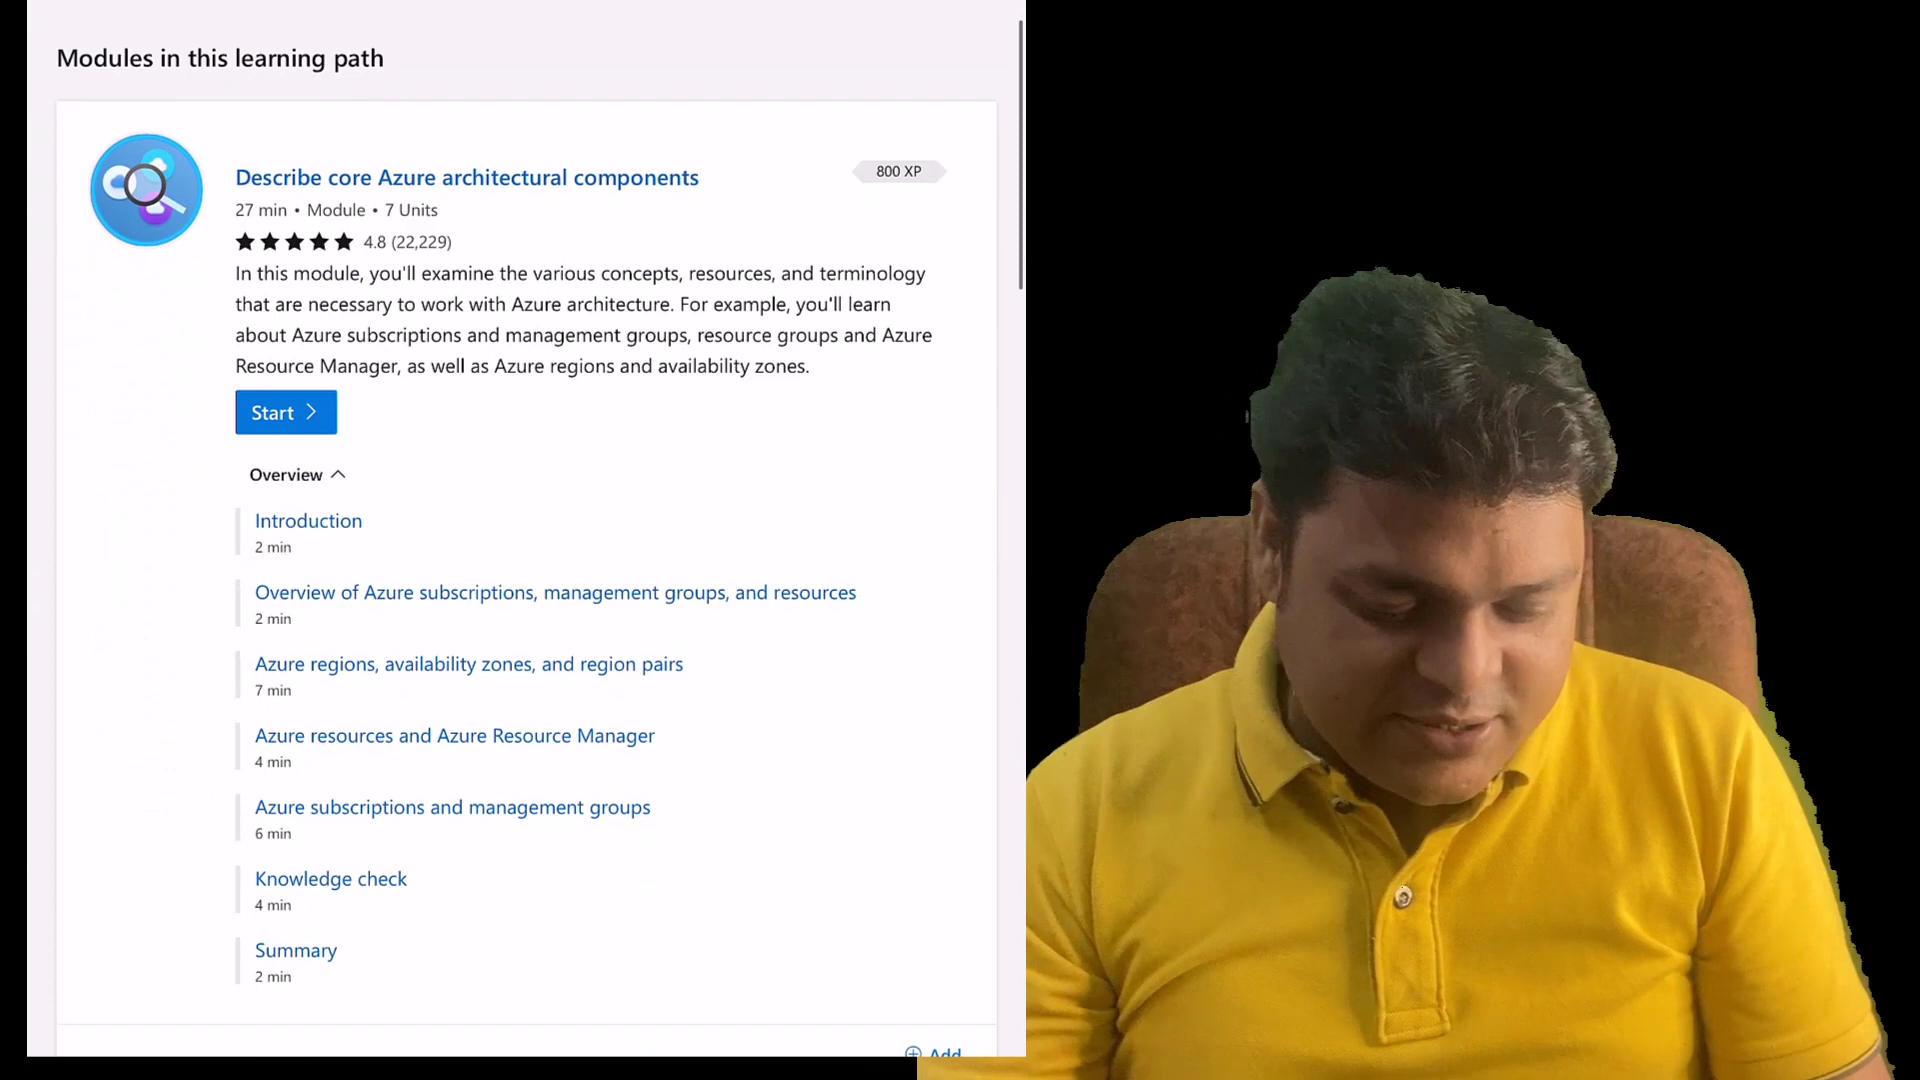 Modules in this learning path
Describe core Azure architectural components
800 XP
27 min • Module • 7 Units
4.8 (22,229)
In this module, you'll examine the various concepts, resources, and terminology
that are necessary to work with Azure architecture. For example, you'll learn
about Azure subscriptions and management groups, resource groups and Azure
Resource Manager, as well as Azure regions and availability zones.
Start
Overview
Introduction
2 min
Overview of Azure subscriptions, management groups, and resources
2 min
Azure regions, availability zones, and region pairs
7 min
Azure resources and Azure Resource Manager
4 min
Azure subscriptions and management groups
6 min
Knowledge check
4 min
Summary
2 min
Add